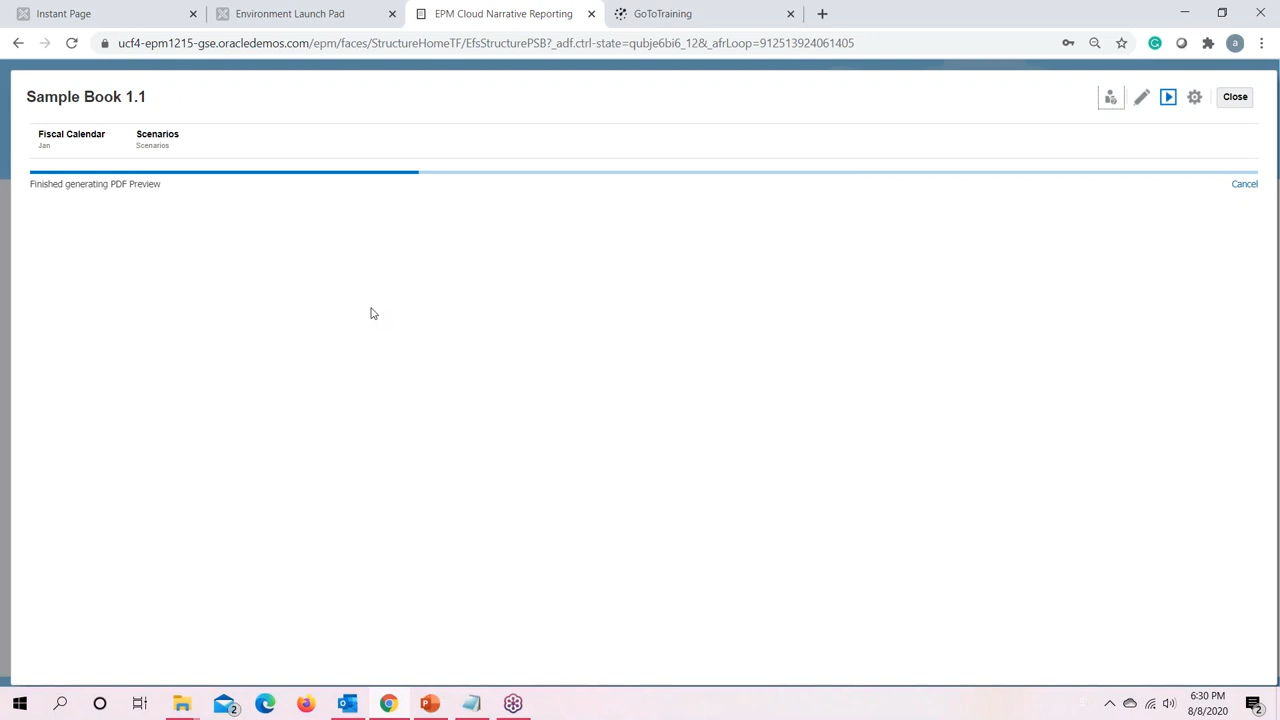 Instant Page
Environment Launch Pad
EPM Cloud Narrative Reporting
GoToTraining
ucf4-epm1215-gse.oracledemos.com/epm/faces/StructureHomeTF/EfsStructurePSB?_adf.ctrl-state=qubje6bi6_12&_afrLoop=912513924061405
a
Sample Book 1.1
Close
Fiscal Calendar
Scenarios
Jan
Scenarios
Finished generating PDF Preview
Cancel
2
6:30 PM
8/8/2020
2